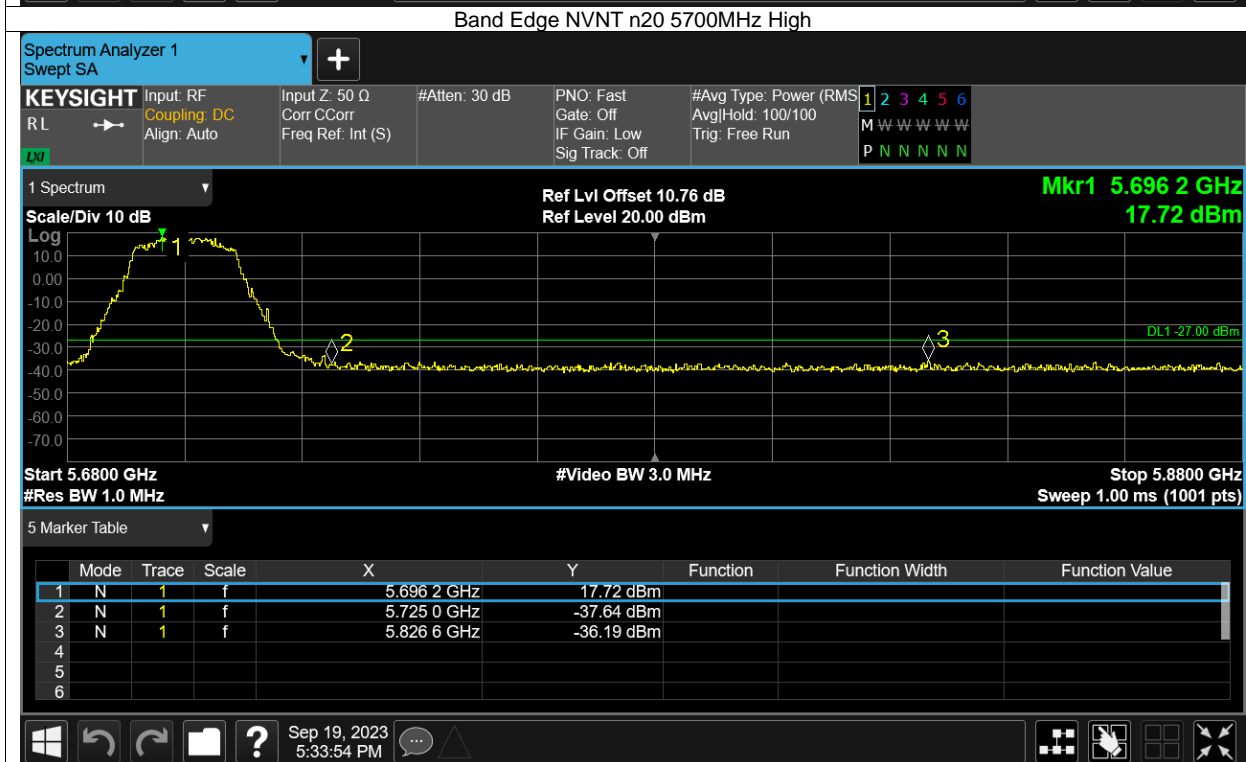 Band Edge NVNT n20 5700MHz High
Spectrum Analyzer 1
Swept SA
+
KEYSIGHT Input: RF Input Z: 50 Ω #Atten: 30 dB PNO: Fast #Avg Type: Power (RMS 1 2 3 4 5 6
RL Coupling: DC Corr CCorr Gate: Off Avg|Hold: 100/100 M W W W W W W
Align: Auto Freq Ref: Int (S) IF Gain: Low Trig: Free Run
LXI Sig Track: Off P N N N N N N
1 Spectrum Ref Lvl Offset 10.76 dB Mkr1 5.696 2 GHz
Scale/Div 10 dB Ref Level 20.00 dBm 17.72 dBm
Log
1
10.0
0.00
-10.0
-20.0
DL1 -27.00 dBm
2 3
-30.0
-40.0
-50.0
-60.0
-70.0
Start 5.6800 GHz #Video BW 3.0 MHz Stop 5.8800 GHz
#Res BW 1.0 MHz Sweep 1.00 ms (1001 pts)
5 Marker Table
Mode Trace Scale X Y Function Function Width Function Value
1 N 1 f 5.696 2 GHz 17.72 dBm
2 N 1 f 5.725 0 GHz -37.64 dBm
3 N 1 f 5.826 6 GHz -36.19 dBm
4
5
6
? Sep 19, 2023
5:33:54 PM